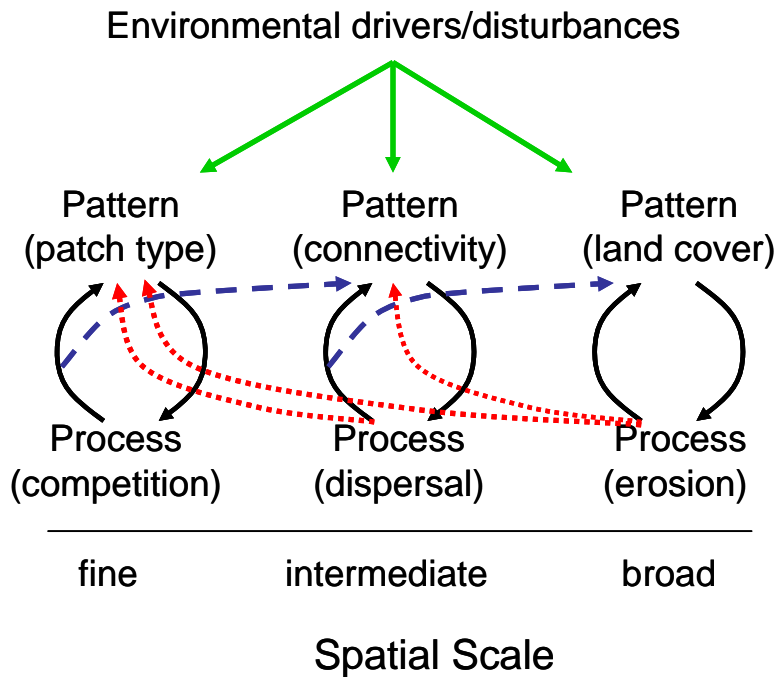 Environmental drivers/disturbances
Pattern
(patch type)
Pattern
(connectivity)
Pattern
(land cover)
Process
(competition)
Process
(dispersal)
Process
(erosion)
fine
intermediate
broad
Spatial Scale